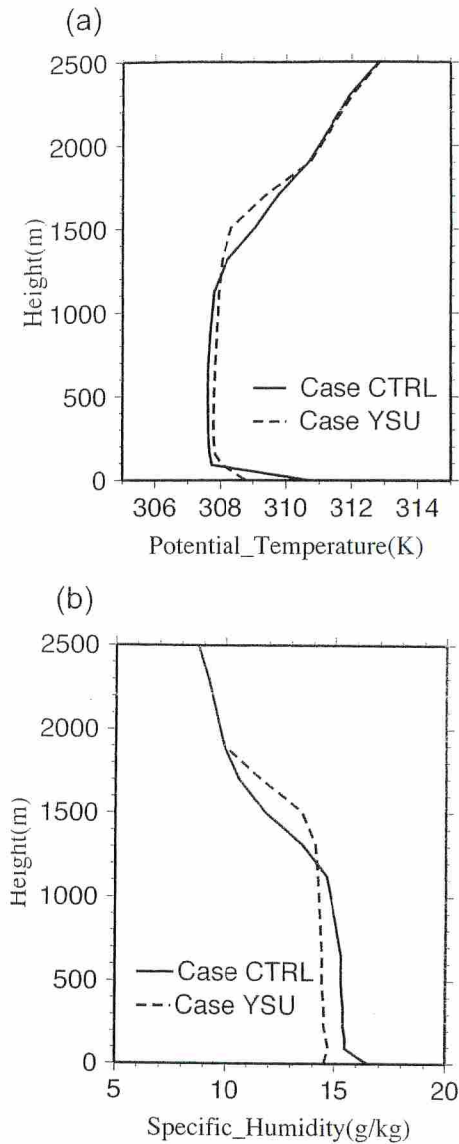 (a)
2500
2000
1500
1000
500
0
Height(m)
Case CTRL
Case YSU
306 308 310 312 314
Potential_Temperature(K)
(b)
2500
2000
1500
1000
500
0
Height(m)
Case CTRL
Case YSU
5 10 15 20
Specific_Humidity(g/kg)